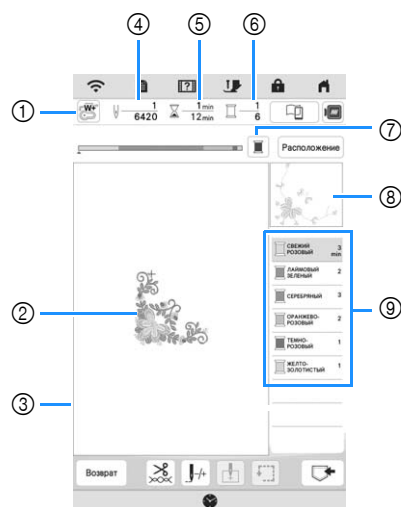 ④ ⑤ ⑥
①
W+
1
6420
1 min
12 min
1
6
⑦
Расположение
⑧
СВЕЖИЙ РОЗОВЫЙ 3 min
ЛАЙМОВЫЙ ЗЕЛЕНЫЙ 2
СЕРЕБРЯНЫЙ 3
ОРАНЖЕВО-РОЗОВЫЙ 2
ТЕМНО-РОЗОВЫЙ 1
ЖЕЛТО-ЗОЛОТИСТЫЙ 1
⑨
②
③
Возврат